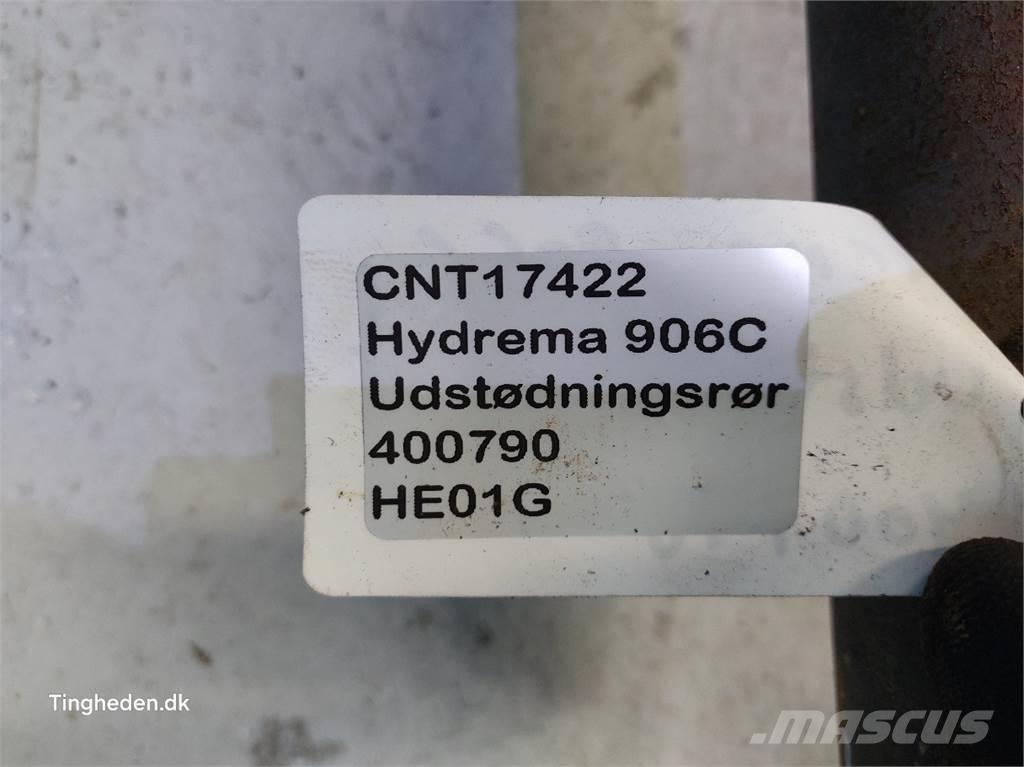 CNT17422
Hydrema 906C
Udstødningsrør
400790
HE01G
Tingheden.dk
MASCUS